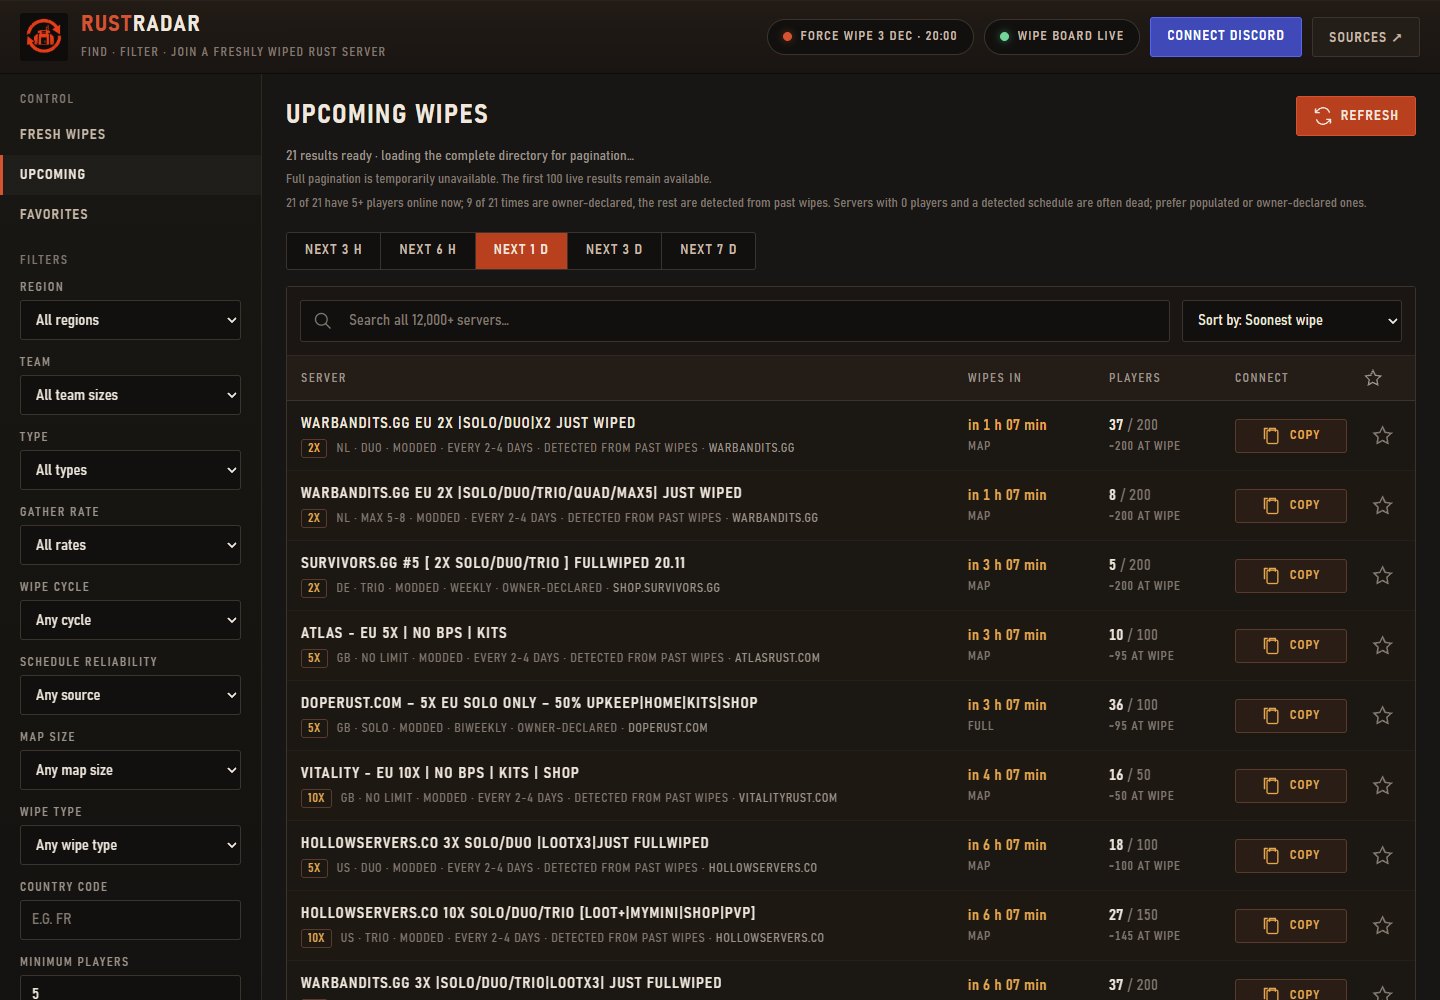 RUSTRADAR
FIND · FILTER · JOIN A FRESHLY WIPED RUST SERVER
FORCE WIPE 3 DEC · 20:00
WIPE BOARD LIVE
CONNECT DISCORD
SOURCES ↗
CONTROL
FRESH WIPES
UPCOMING
FAVORITES
FILTERS
REGION
All regions
TEAM
All team sizes
TYPE
All types
GATHER RATE
All rates
WIPE CYCLE
Any cycle
SCHEDULE RELIABILITY
Any source
MAP SIZE
Any map size
WIPE TYPE
Any wipe type
COUNTRY CODE
E.G. FR
MINIMUM PLAYERS
5
UPCOMING WIPES
REFRESH
21 results ready · loading the complete directory for pagination…
Full pagination is temporarily unavailable. The first 100 live results remain available.
21 of 21 have 5+ players online now; 9 of 21 times are owner-declared, the rest are detected from past wipes. Servers with 0 players and a detected schedule are often dead; prefer populated or owner-declared ones.
NEXT 3 H
NEXT 6 H
NEXT 1 D
NEXT 3 D
NEXT 7 D
Search all 12,000+ servers…
Sort by: Soonest wipe
SERVER WIPES IN PLAYERS CONNECT
WARBANDITS.GG EU 2X |SOLO/DUO|X2 JUST WIPED
2X NL · DUO · MODDED · EVERY 2-4 DAYS · DETECTED FROM PAST WIPES · WARBANDITS.GG
in 1 h 07 min
MAP
37 / 200
~200 AT WIPE
COPY
WARBANDITS.GG EU 2X |SOLO/DUO/TRIO/QUAD/MAX5| JUST WIPED
2X NL · MAX 5-8 · MODDED · EVERY 2-4 DAYS · DETECTED FROM PAST WIPES · WARBANDITS.GG
in 1 h 07 min
MAP
8 / 200
~200 AT WIPE
COPY
SURVIVORS.GG #5 [ 2X SOLO/DUO/TRIO ] FULLWIPED 20.11
2X DE · TRIO · MODDED · WEEKLY · OWNER-DECLARED · SHOP.SURVIVORS.GG
in 3 h 07 min
MAP
5 / 200
~200 AT WIPE
COPY
ATLAS - EU 5X | NO BPS | KITS
5X GB · NO LIMIT · MODDED · EVERY 2-4 DAYS · DETECTED FROM PAST WIPES · ATLASRUST.COM
in 3 h 07 min
MAP
10 / 100
~95 AT WIPE
COPY
DOPERUST.COM – 5X EU SOLO ONLY – 50% UPKEEP|HOME|KITS|SHOP
5X GB · SOLO · MODDED · BIWEEKLY · OWNER-DECLARED · DOPERUST.COM
in 3 h 07 min
FULL
36 / 100
~95 AT WIPE
COPY
VITALITY - EU 10X | NO BPS | KITS | SHOP
10X GB · NO LIMIT · MODDED · EVERY 2-4 DAYS · DETECTED FROM PAST WIPES · VITALITYRUST.COM
in 4 h 07 min
MAP
16 / 50
~50 AT WIPE
COPY
HOLLOWSERVERS.CO 3X SOLO/DUO |LOOTX3|JUST FULLWIPED
5X US · DUO · MODDED · EVERY 2-4 DAYS · DETECTED FROM PAST WIPES · HOLLOWSERVERS.CO
in 6 h 07 min
MAP
18 / 100
~100 AT WIPE
COPY
HOLLOWSERVERS.CO 10X SOLO/DUO/TRIO [LOOT+|MYMINI|SHOP|PVP]
10X US · TRIO · MODDED · EVERY 2-4 DAYS · DETECTED FROM PAST WIPES · HOLLOWSERVERS.CO
in 6 h 07 min
MAP
27 / 150
~145 AT WIPE
COPY
WARBANDITS.GG 3X |SOLO/DUO/TRIO|LOOTX3| JUST FULLWIPED
in 6 h 07 min
37 / 200
COPY